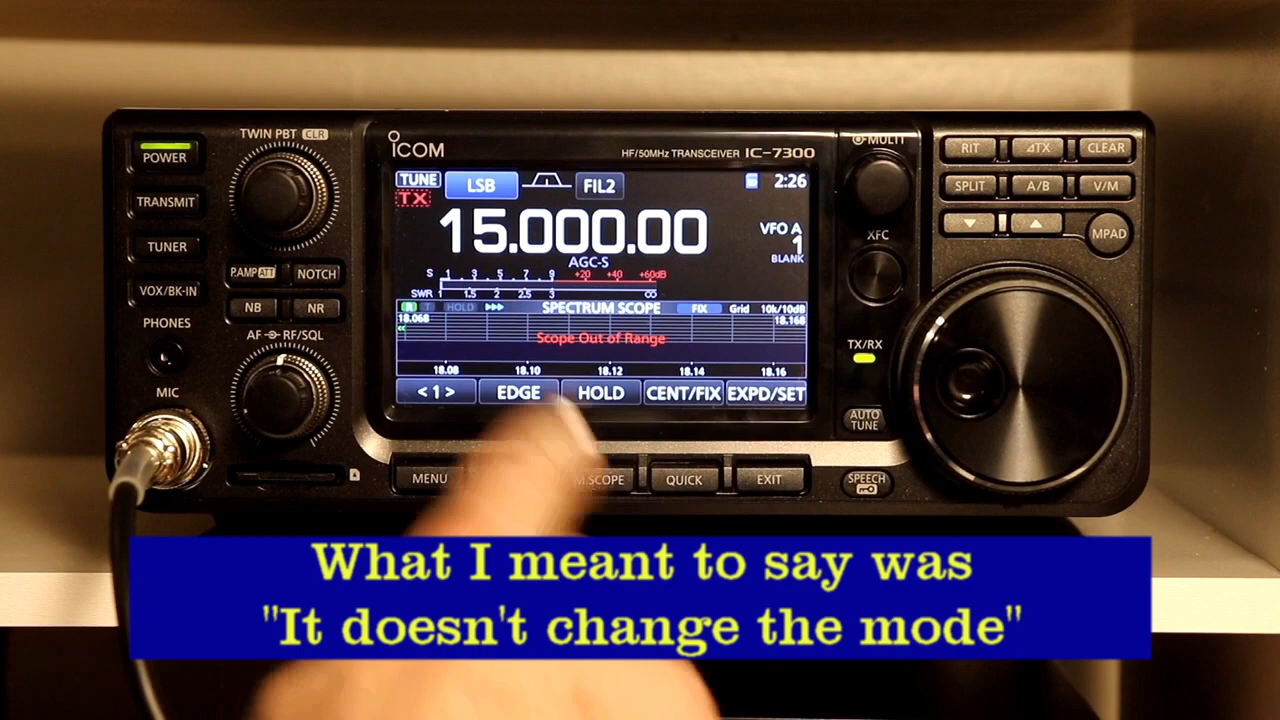 TWIN PBT CLR
POWER
TRANSMIT
TUNER
VOX/BK-IN
P.AMP ATT
NOTCH
NB
NR
PHONES
AF RF/SQL
MIC
ICOM
HF/50MHz TRANSCEIVER IC-7300
TUNE
LSB
FIL2
2:26
TX
15.000.00
VFO A
1
BLANK
AGC-S
S 1 3 5 7 9 +20 +40 +60dB
SWR 1 1.5 2 2.5 3 ∞
HOLD
SPECTRUM SCOPE
FIX
Grid
10k/10dB
18.068
18.168
Scope Out of Range
18.08 18.10 18.12 18.14 18.16
<1>
EDGE
HOLD
CENT/FIX
EXPD/SET
MENU
M.SCOPE
QUICK
EXIT
MULTI
XFC
TX/RX
AUTO
TUNE
SPEECH
RIT
⊿TX
CLEAR
SPLIT
A/B
V/M
MPAD
What I meant to say was
"It doesn't change the mode"